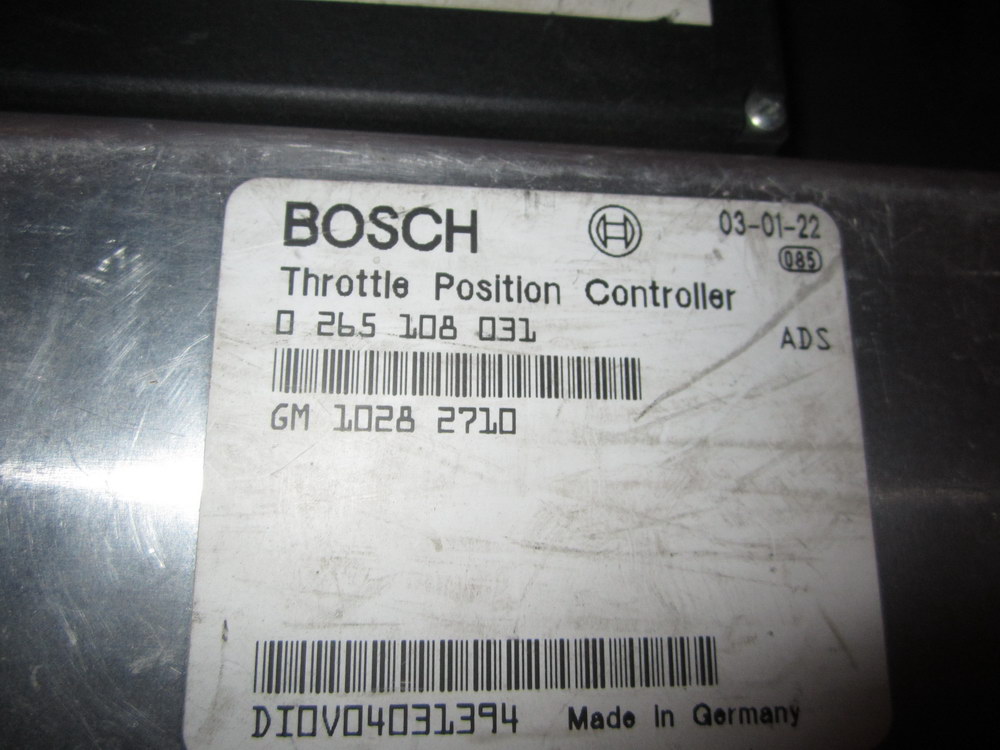 BOSCH
03-01-22
085
Throttle Position Controller
0 265 108 031
ADS
GM 1028 2710
DI0V04031394 Made in Germany